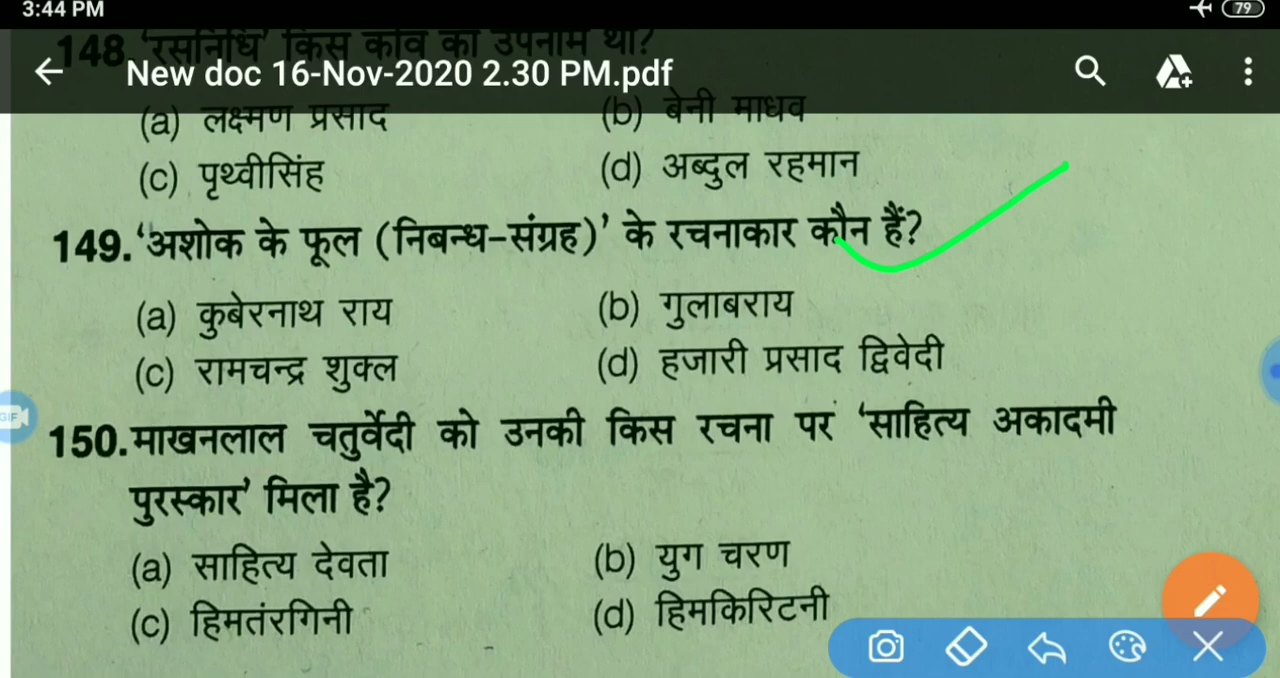 3:44 PM
79
148. 'रसनिधि' किस कवि का उपनाम था?
New doc 16-Nov-2020 2.30 PM.pdf
(a) लक्ष्मण प्रसाद (b) बेनी माधव
(c) पृथ्वीसिंह (d) अब्दुल रहमान
149. 'अशोक के फूल (निबन्ध-संग्रह)' के रचनाकार कौन हैं?
(a) कुबेरनाथ राय (b) गुलाबराय
(c) रामचन्द्र शुक्ल (d) हजारी प्रसाद द्विवेदी
GIF
150. माखनलाल चतुर्वेदी को उनकी किस रचना पर 'साहित्य अकादमी
पुरस्कार' मिला है?
(a) साहित्य देवता (b) युग चरण
(c) हिमतंरगिनी (d) हिमकिरिटनी